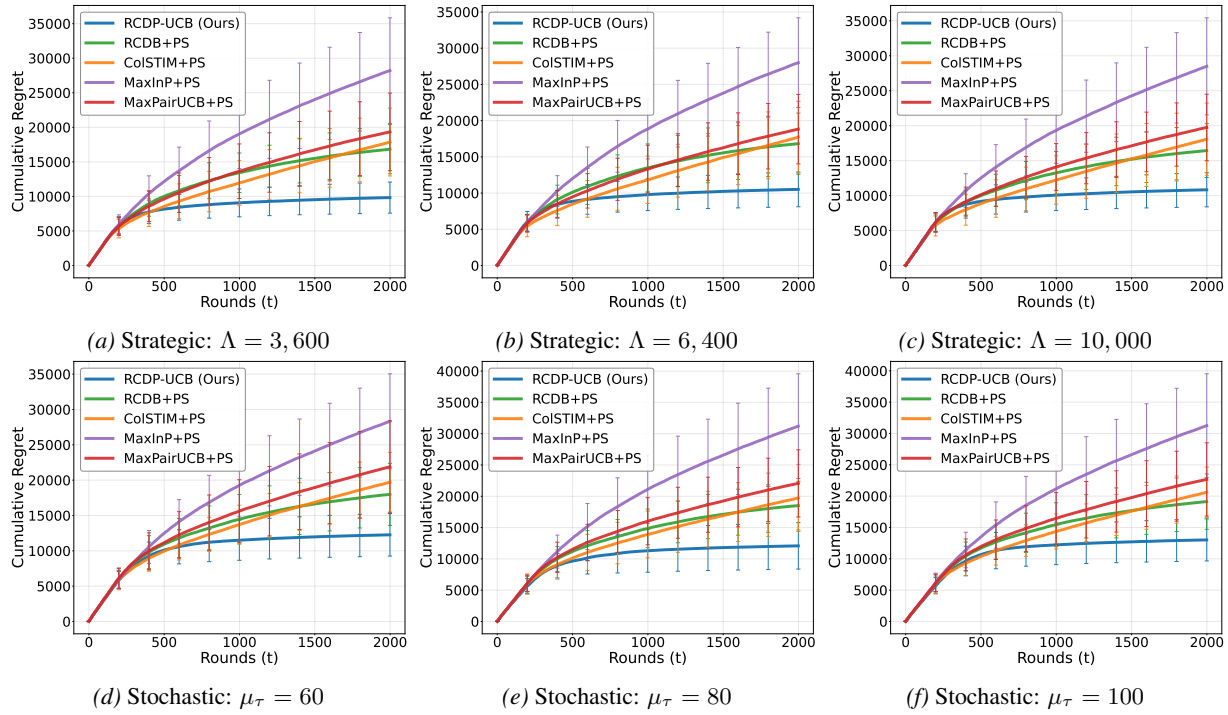 35000
30000
25000
20000
15000
10000
5000
0
Cumulative Regret
RCDP-UCB (Ours)
RCDB+PS
ColSTIM+PS
MaxInP+PS
MaxPairUCB+PS
0 500 1000 1500 2000
Rounds (t)
(a) Strategic: Λ = 3,600
35000
30000
25000
20000
15000
10000
5000
0
Cumulative Regret
RCDP-UCB (Ours)
RCDB+PS
ColSTIM+PS
MaxInP+PS
MaxPairUCB+PS
0 500 1000 1500 2000
Rounds (t)
(b) Strategic: Λ = 6,400
35000
30000
25000
20000
15000
10000
5000
0
Cumulative Regret
RCDP-UCB (Ours)
RCDB+PS
ColSTIM+PS
MaxInP+PS
MaxPairUCB+PS
0 500 1000 1500 2000
Rounds (t)
(c) Strategic: Λ = 10,000
35000
30000
25000
20000
15000
10000
5000
0
Cumulative Regret
RCDP-UCB (Ours)
RCDB+PS
ColSTIM+PS
MaxInP+PS
MaxPairUCB+PS
0 500 1000 1500 2000
Rounds (t)
(d) Stochastic: μτ = 60
40000
35000
30000
25000
20000
15000
10000
5000
0
Cumulative Regret
RCDP-UCB (Ours)
RCDB+PS
ColSTIM+PS
MaxInP+PS
MaxPairUCB+PS
0 500 1000 1500 2000
Rounds (t)
(e) Stochastic: μτ = 80
40000
35000
30000
25000
20000
15000
10000
5000
0
Cumulative Regret
RCDP-UCB (Ours)
RCDB+PS
ColSTIM+PS
MaxInP+PS
MaxPairUCB+PS
0 500 1000 1500 2000
Rounds (t)
(f) Stochastic: μτ = 100